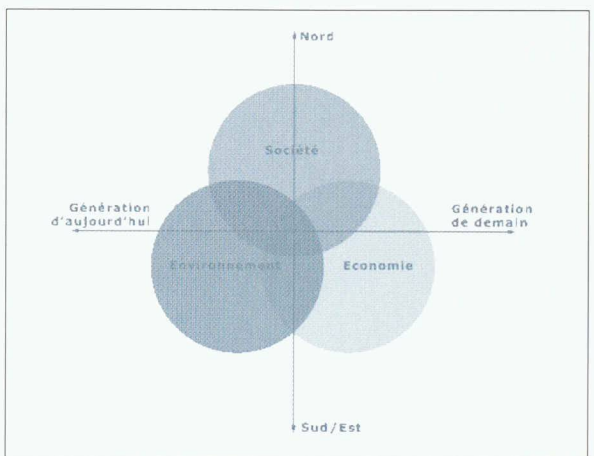 Nord
Société
Génération
d'aujourd'hui
Génération
de demain
Environnement
Economie
Sud/Est